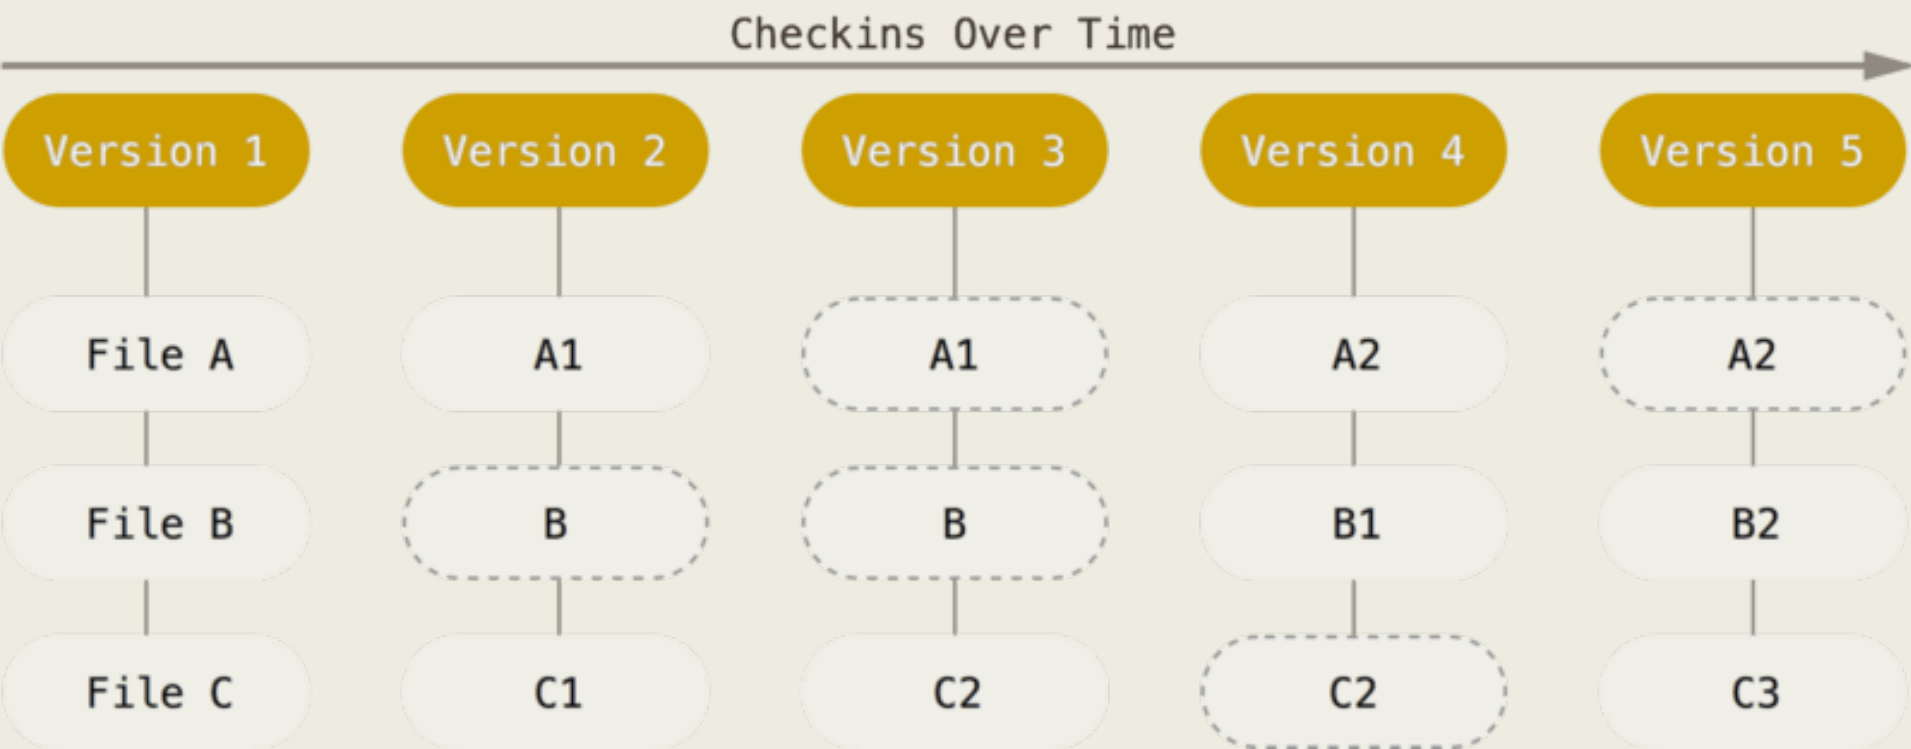 Checkins Over Time
Version 1 Version 2 Version 3 Version 4 Version 5
File A A1 A1 A2 A2
File B B B B1 B2
File C C1 C2 C2 C3